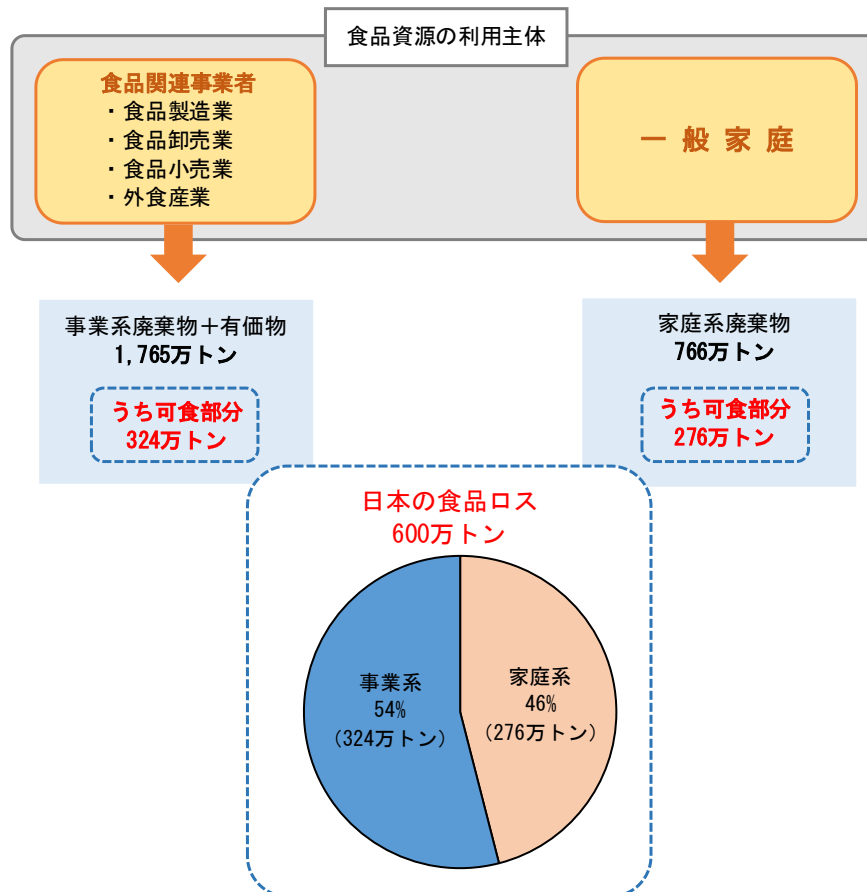 食品資源の利用主体
食品関連事業者
・食品製造業
・食品卸売業
・食品小売業
・外食産業
一般家庭
事業系廃棄物＋有価物
1,765万トン
うち可食部分
324万トン
家庭系廃棄物
766万トン
うち可食部分
276万トン
日本の食品ロス
600万トン
事業系
54%
（324万トン）
家庭系
46%
（276万トン）